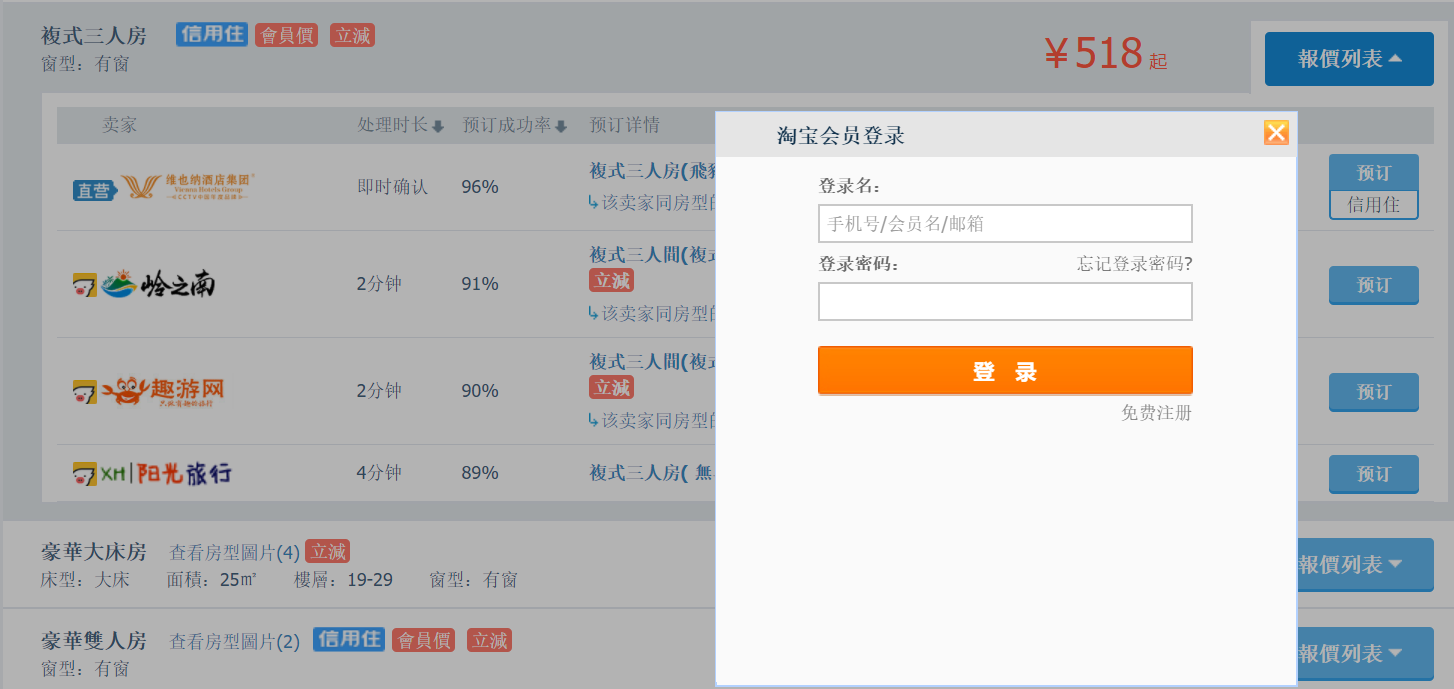 複式三人房 信用住 會員價 立減
窗型：有窗
¥518起
報價列表
卖家 处理时长 预订成功率 预订详情
直营 维也纳酒店集团
Vienna Hotels Group
即时确认 96%
複式三人房(飛
↳该卖家同房型
预订
信用住
岭之南 2分钟 91%
複式三人間(複式
立減
↳该卖家同房型
预订
趣游网 2分钟 90%
複式三人間(複式
立減
↳该卖家同房型
预订
XH|阳光旅行 4分钟 89% 複式三人房( 無
预订
淘宝会员登录
登录名：
手机号/会员名/邮箱
登录密码： 忘记登录密码?
登 录
免费注册
豪華大床房 查看房型圖片(4) 立減
床型：大床 面積：25㎡ 樓層：19-29 窗型：有窗
報價列表
豪華雙人房 查看房型圖片(2) 信用住 會員價 立減
窗型：有窗
報價列表